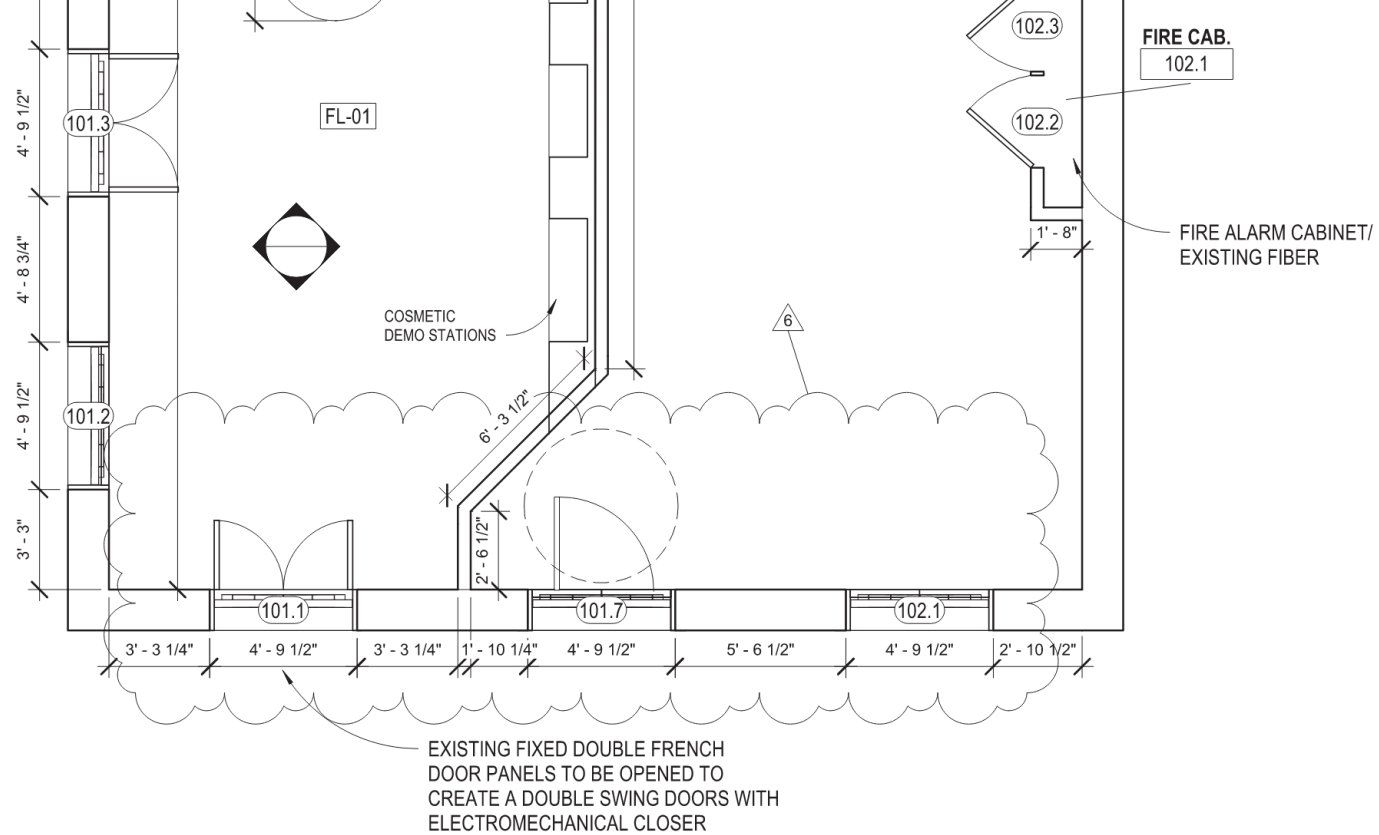 102.3
FIRE CAB.
102.1
4' - 9 1/2"
101.3
FL-01
102.2
4' - 8 3/4"
1' - 8"
FIRE ALARM CABINET/
EXISTING FIBER
COSMETIC
DEMO STATIONS
6
4' - 9 1/2"
101.2
6' - 3 1/2"
3' - 3"
2' - 6 1/2"
101.1
101.7
102.1
3' - 3 1/4"
4' - 9 1/2"
3' - 3 1/4"
1' - 10 1/4"
4' - 9 1/2"
5' - 6 1/2"
4' - 9 1/2"
2' - 10 1/2"
EXISTING FIXED DOUBLE FRENCH
DOOR PANELS TO BE OPENED TO
CREATE A DOUBLE SWING DOORS WITH
ELECTROMECHANICAL CLOSER